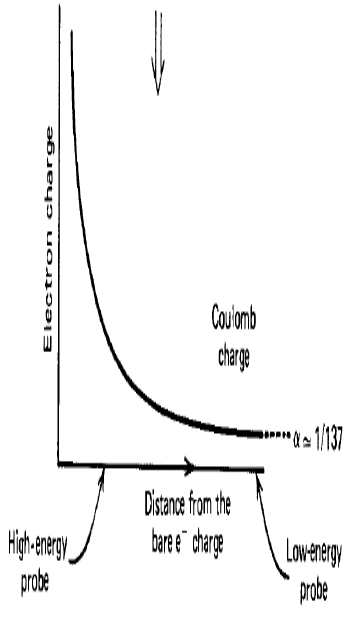 Electron charge
Coulomb
charge
α ≃ 1/137
Distance from the
bare e⁻ charge
High-energy
probe
Low-energy
probe